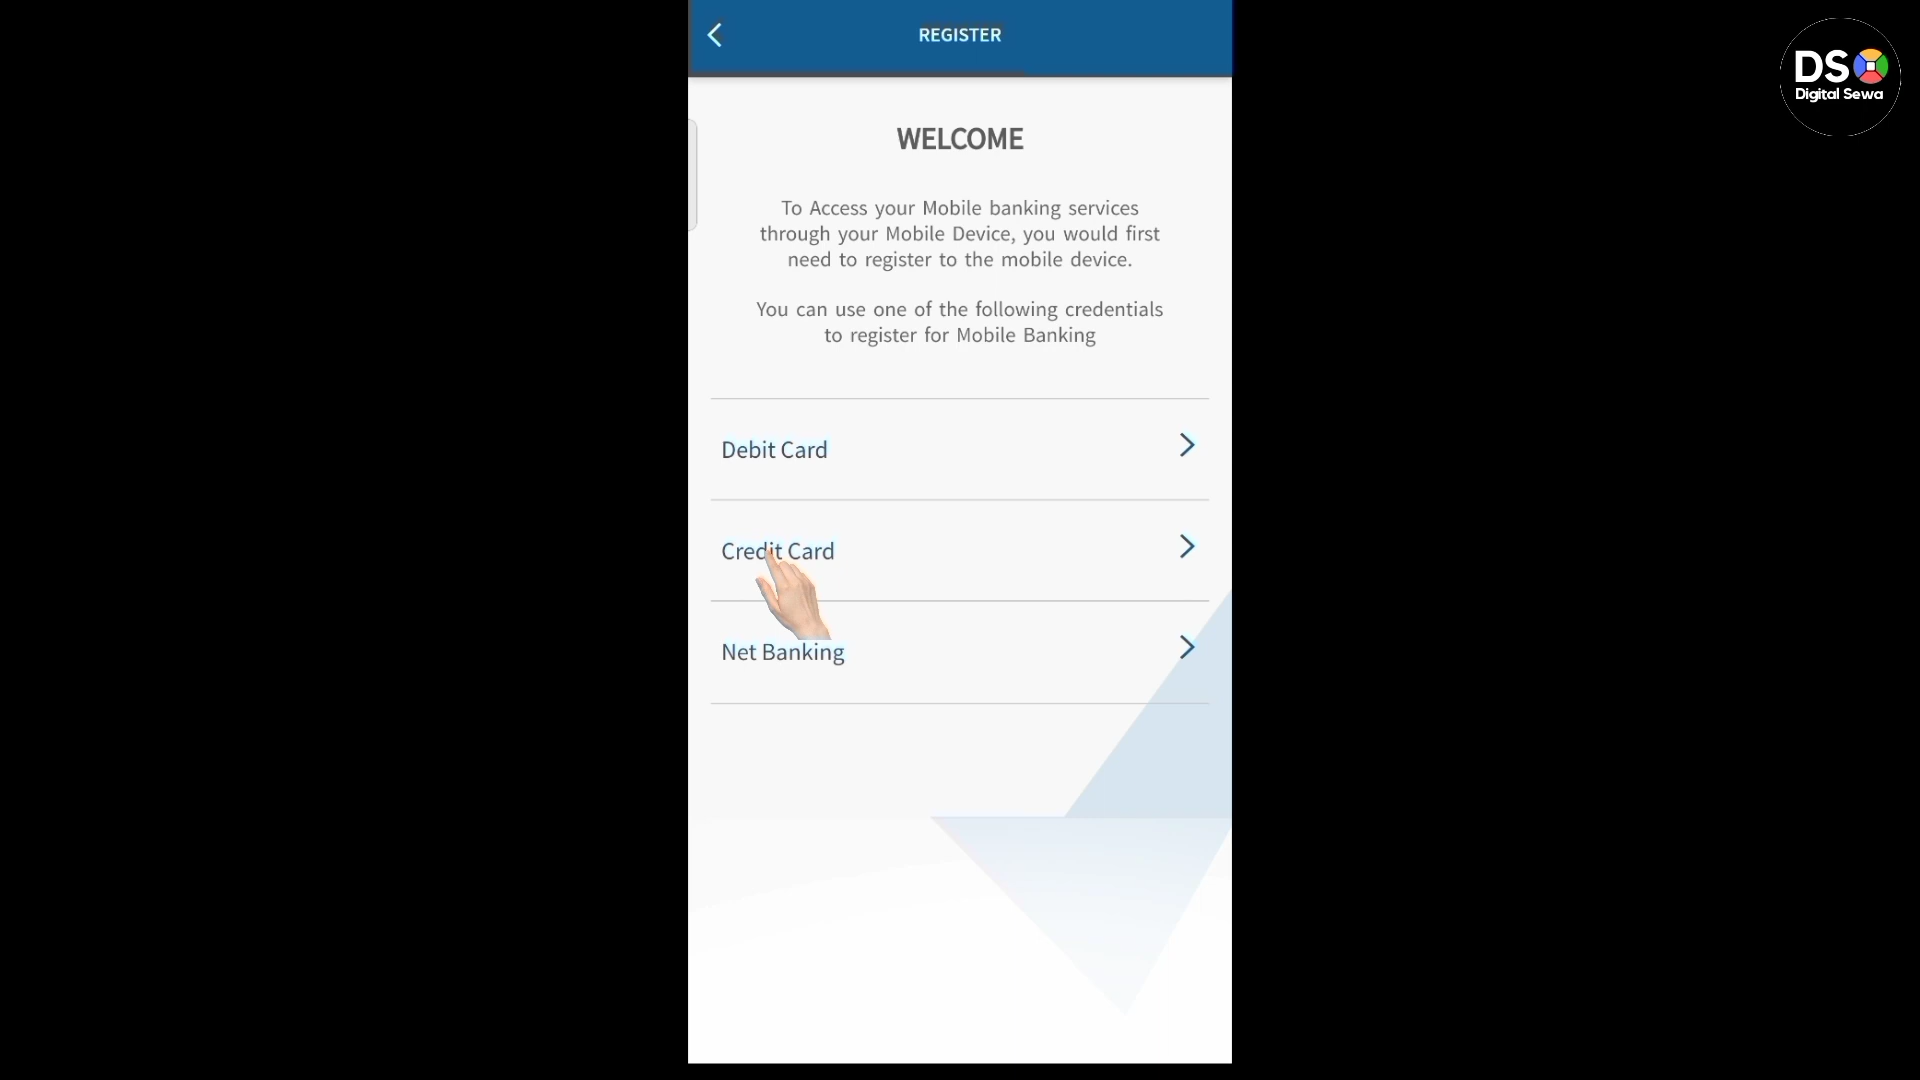 REGISTER
DS
Digital Sewa
WELCOME
To Access your Mobile banking services
through your Mobile Device, you would first
need to register to the mobile device.
You can use one of the following credentials
to register for Mobile Banking
Debit Card
Credit Card
Net Banking